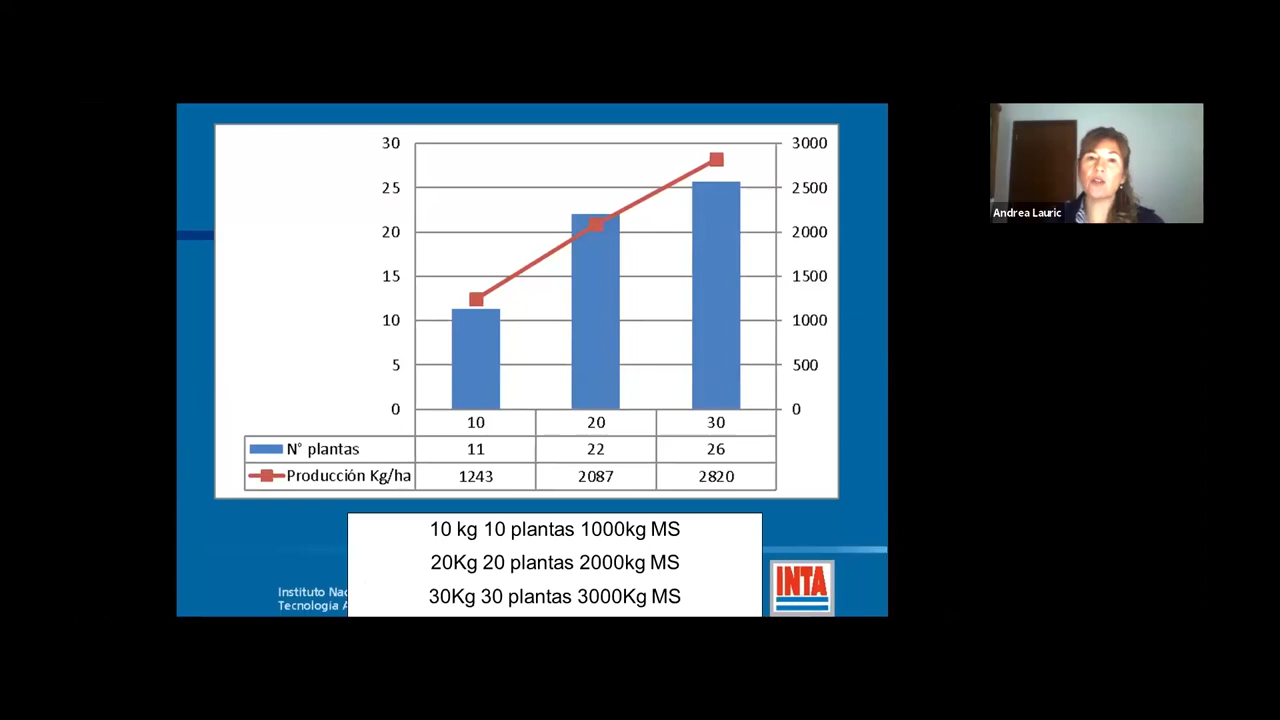 30 3000
25 2500
20 2000
15 1500
10 1000
5 500
0 0
10 20 30
N° plantas 11 22 26
Producción Kg/ha 1243 2087 2820
10 kg 10 plantas 1000kg MS
20Kg 20 plantas 2000kg MS
30Kg 30 plantas 3000Kg MS
Instituto
Tecnología
INTA
Andrea Lauric